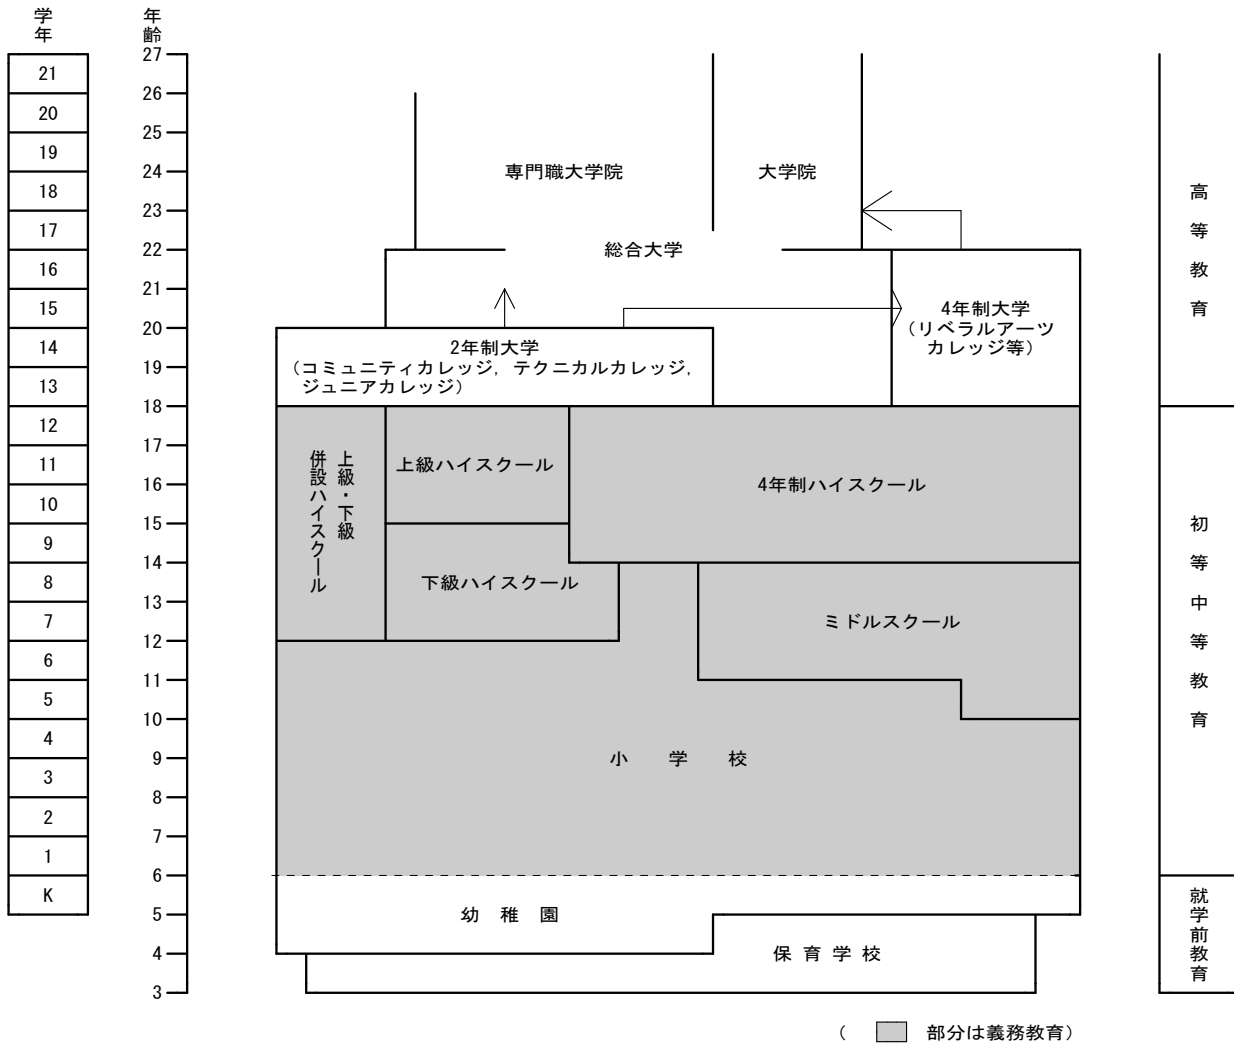 学年
年齢
27
21
26
20
25
19
24
18
23
17
22
16
21
15
20
14
19
13
18
12
17
11
16
10
15
9
14
8
13
7
12
6
11
5
10
4
9
3
8
2
7
1
6
K
5
4
3
専門職大学院
大学院
総合大学
4年制大学
(リベラルアーツ
カレッジ等)
2年制大学
(コミュニティカレッジ,テクニカルカレッジ,
ジュニアカレッジ)
上級・下級
併設ハイスクール
上級ハイスクール
4年制ハイスクール
下級ハイスクール
ミドルスクール
小学校
幼稚園
保育学校
高等教育
初等中等教育
就学前教育
( 部分は義務教育)